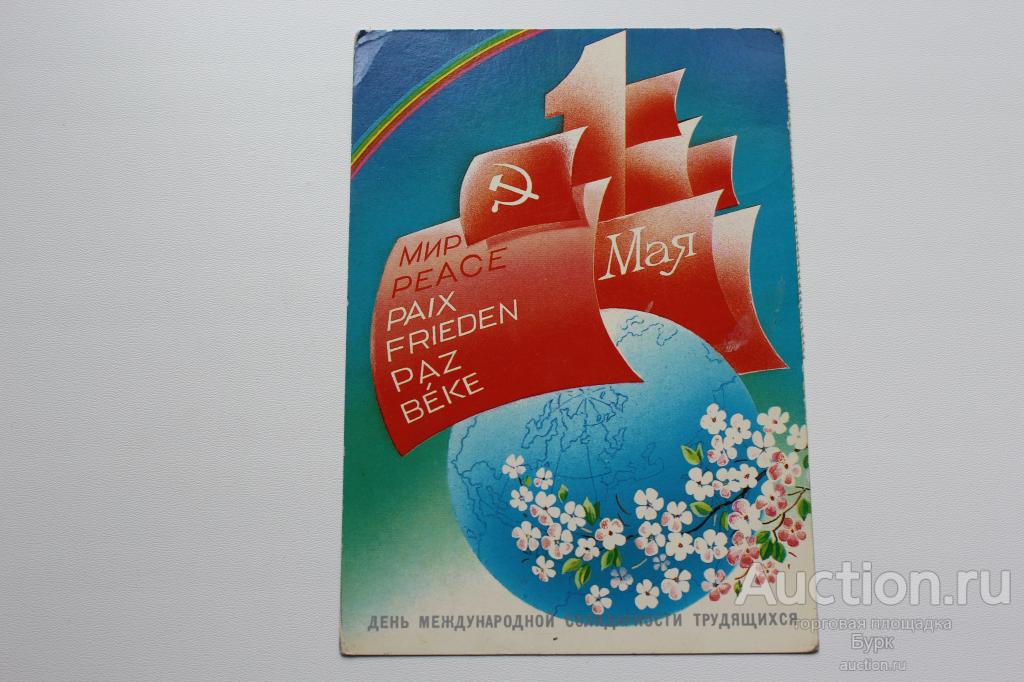 1
Мая
МИР
PEACE
PAIX
FRIEDEN
PAZ
BÉKE
ДЕНЬ МЕЖДУНАРОДНОЙ СОЛИДАРНОСТИ ТРУДЯЩИХСЯ
Auction.ru
торговая площадка
Бурк
auction.ru